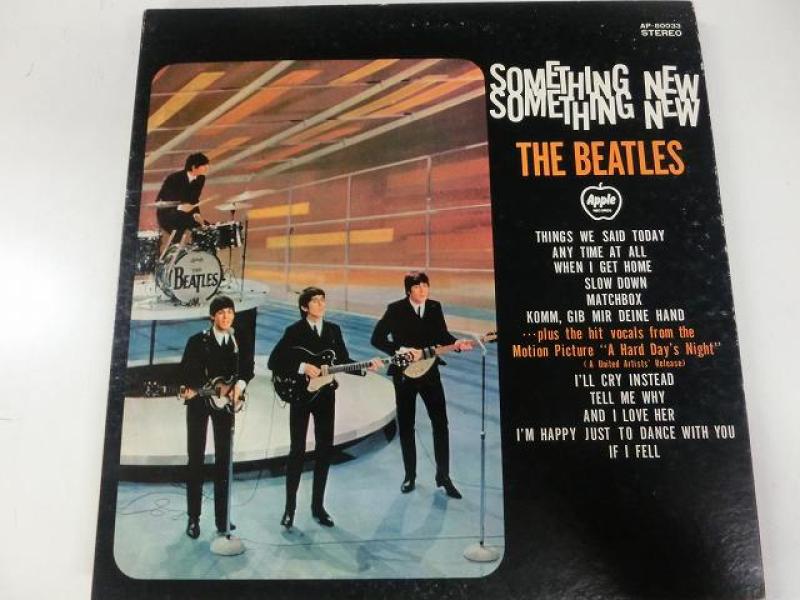 AP-80033
STEREO
SOMETHING NEW
SOMETHING NEW
THE BEATLES
Apple
RECORDS
THINGS WE SAID TODAY
ANY TIME AT ALL
WHEN I GET HOME
SLOW DOWN
MATCHBOX
KOMM, GIB MIR DEINE HAND
···plus the hit vocals from the
Motion Picture "A Hard Day's Night"
(A United Artists' Release)
I'LL CRY INSTEAD
TELL ME WHY
AND I LOVE HER
I'M HAPPY JUST TO DANCE WITH YOU
IF I FELL
THE
BEATLES